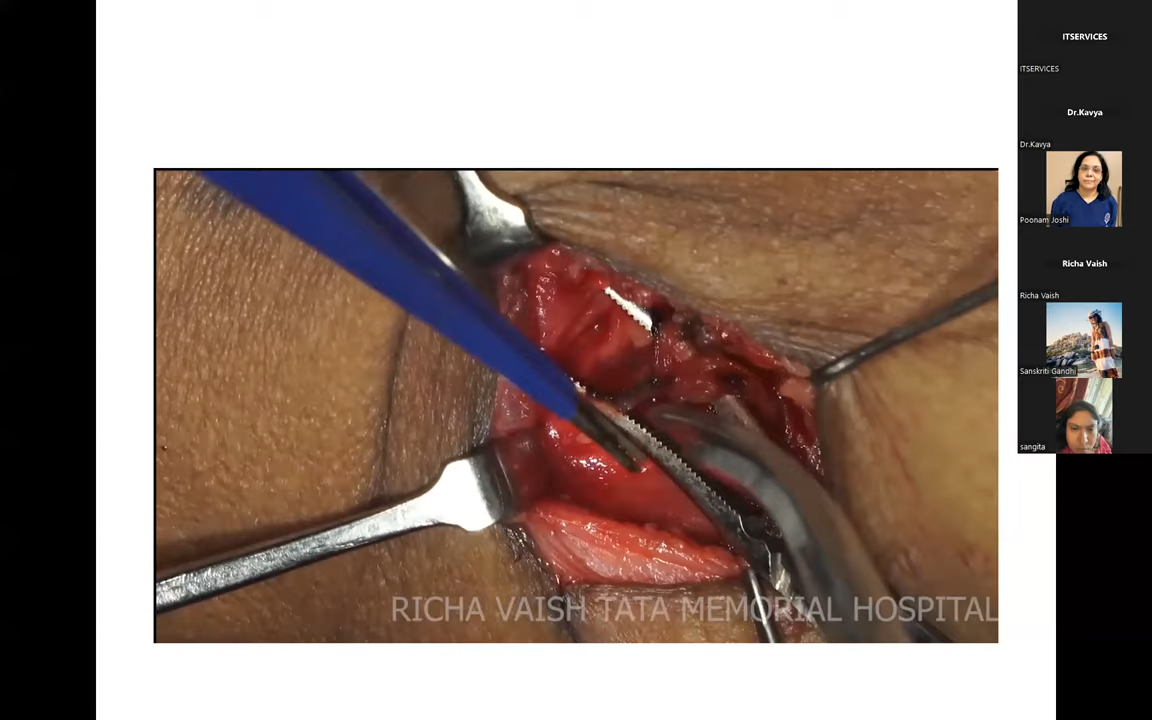 ITSERVICES
ITSERVICES
Dr.Kavya
Dr.Kavya
Poonam Joshi
Richa Vaish
Richa Vaish
Sanskriti Gandhi
sangita
RICHA VAISH TATA MEMORIAL HOSPITAL